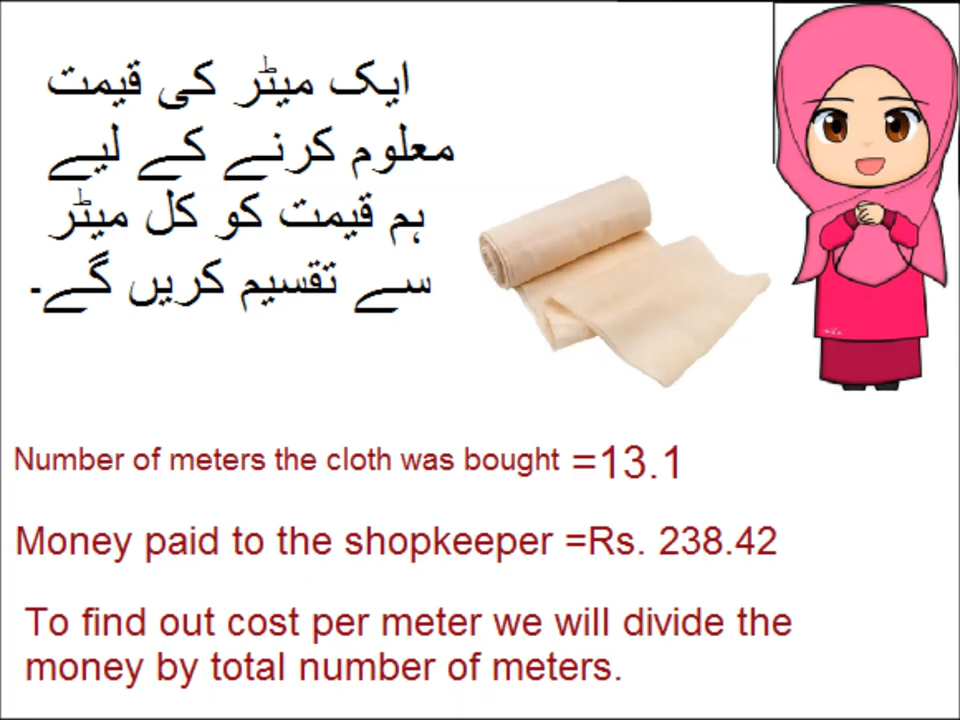 ایک میٹر کی قیمت
معلوم کرنے کے لیے
ہم قیمت کو کل میٹر
سے تقسیم کریں گے۔
Number of meters the cloth was bought =13.1
Money paid to the shopkeeper =Rs. 238.42
To find out cost per meter we will divide the
money by total number of meters.